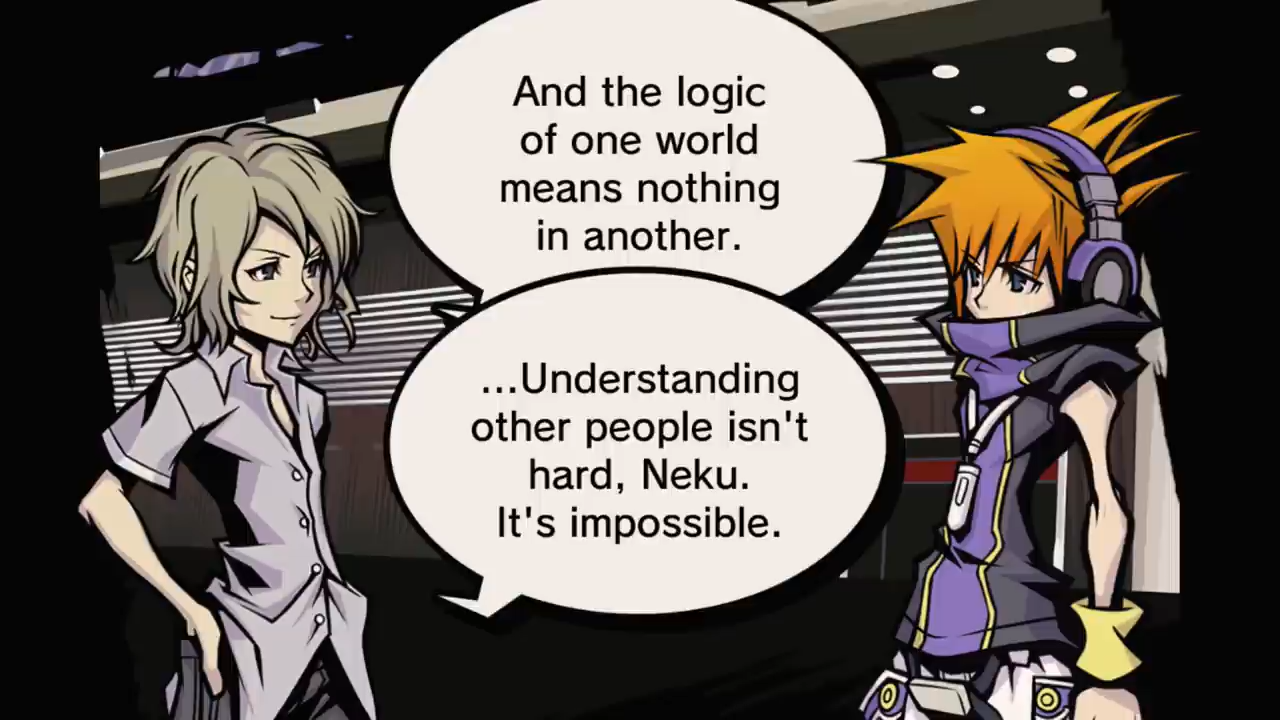 And the logic
of one world
means nothing
in another.
...Understanding
other people isn't
hard, Neku.
It's impossible.